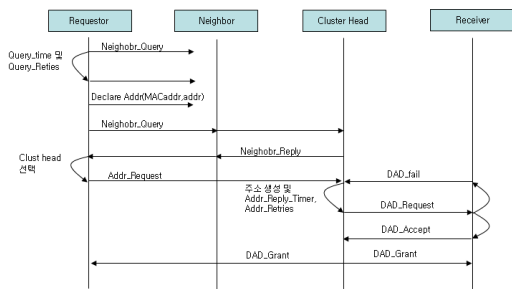 Requestor
Neighbor
Cluster Head
Receiver
Neighobr_Query
Query_time 및
Query_Reties
Declare Addr(MACaddr,addr)
Neighobr_Query
Neighobr_Reply
Clust head
선택
Addr_Request
DAD_fail
주소 생성 및
Addr_Reply_Timer,
Addr_Retries
DAD_Request
DAD_Accept
DAD_Grant
DAD_Grant